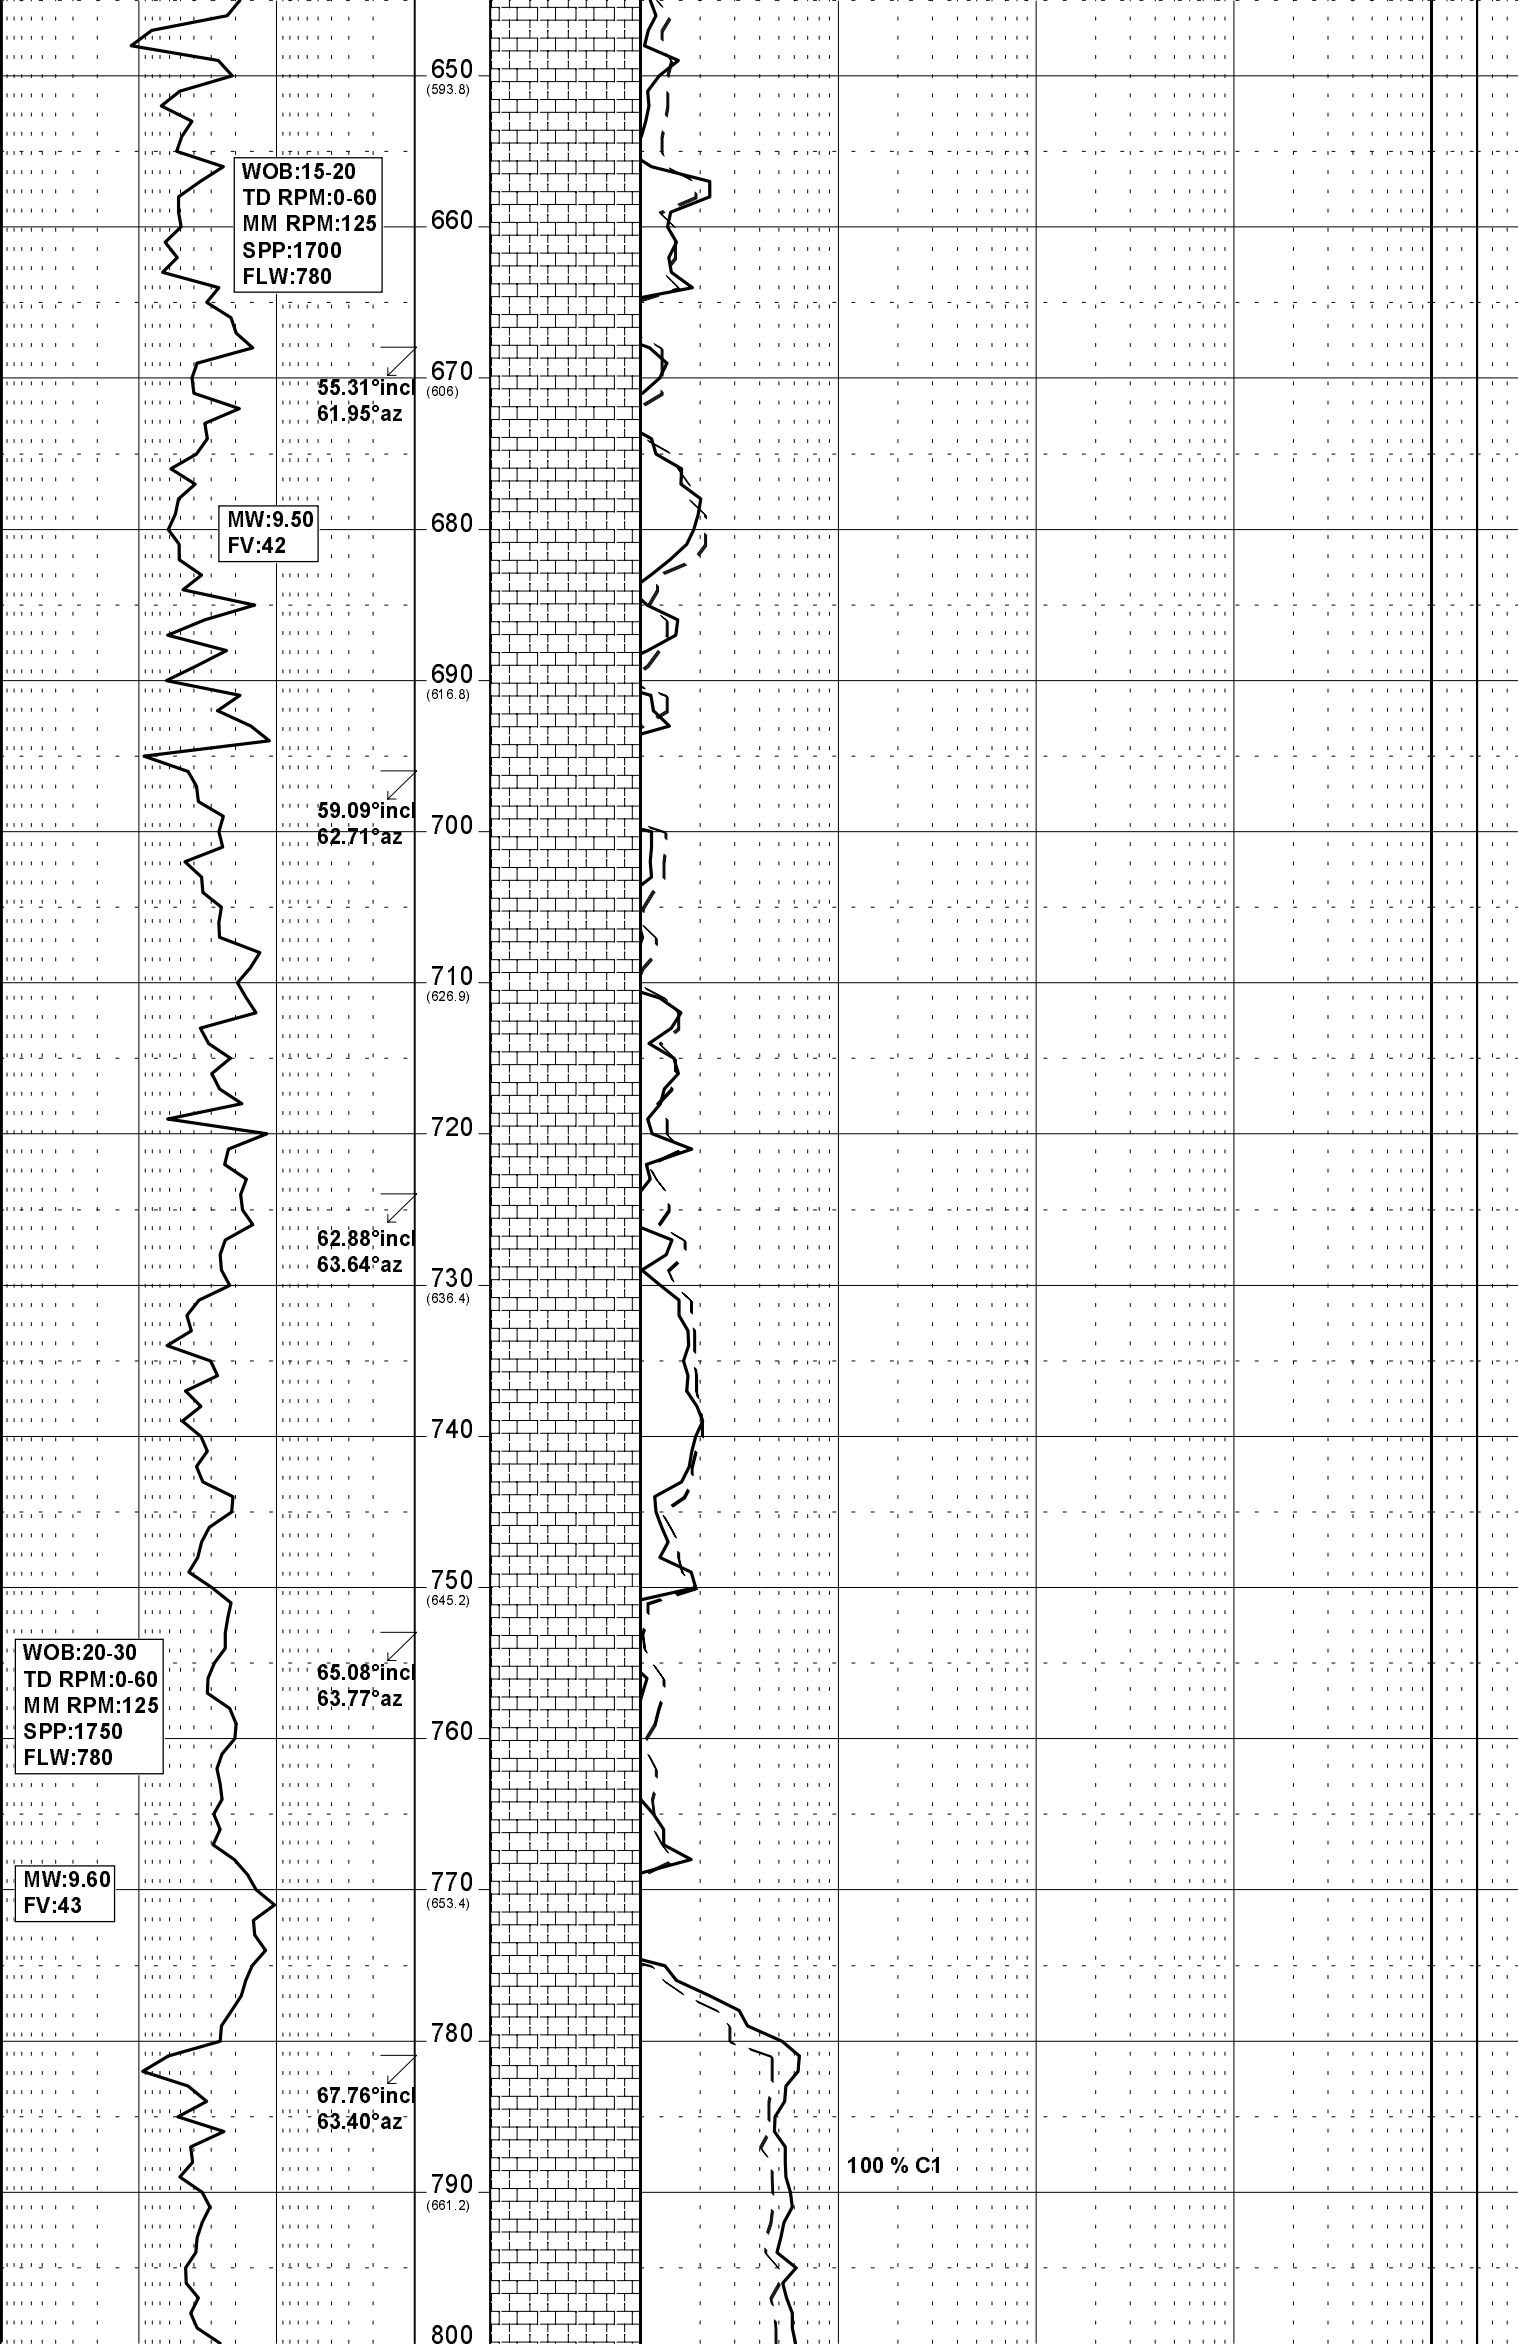 650
(593.8)
WOB:15-20
TD RPM:0-60
MM RPM:125
SPP:1700
FLW:780
660
670
(606)
55.31°incl
61.95°az
MW:9.50
FV:42
680
690
(616.8)
59.09°incl
62.71°az
700
710
(626.9)
720
62.88°incl
63.64°az
730
(636.4)
740
750
(645.2)
WOB:20-30
TD RPM:0-60
MM RPM:125
SPP:1750
FLW:780
65.08°incl
63.77°az
760
MW:9.60
FV:43
770
(653.4)
780
67.76°incl
63.40°az
100 % C1
790
(661.2)
800